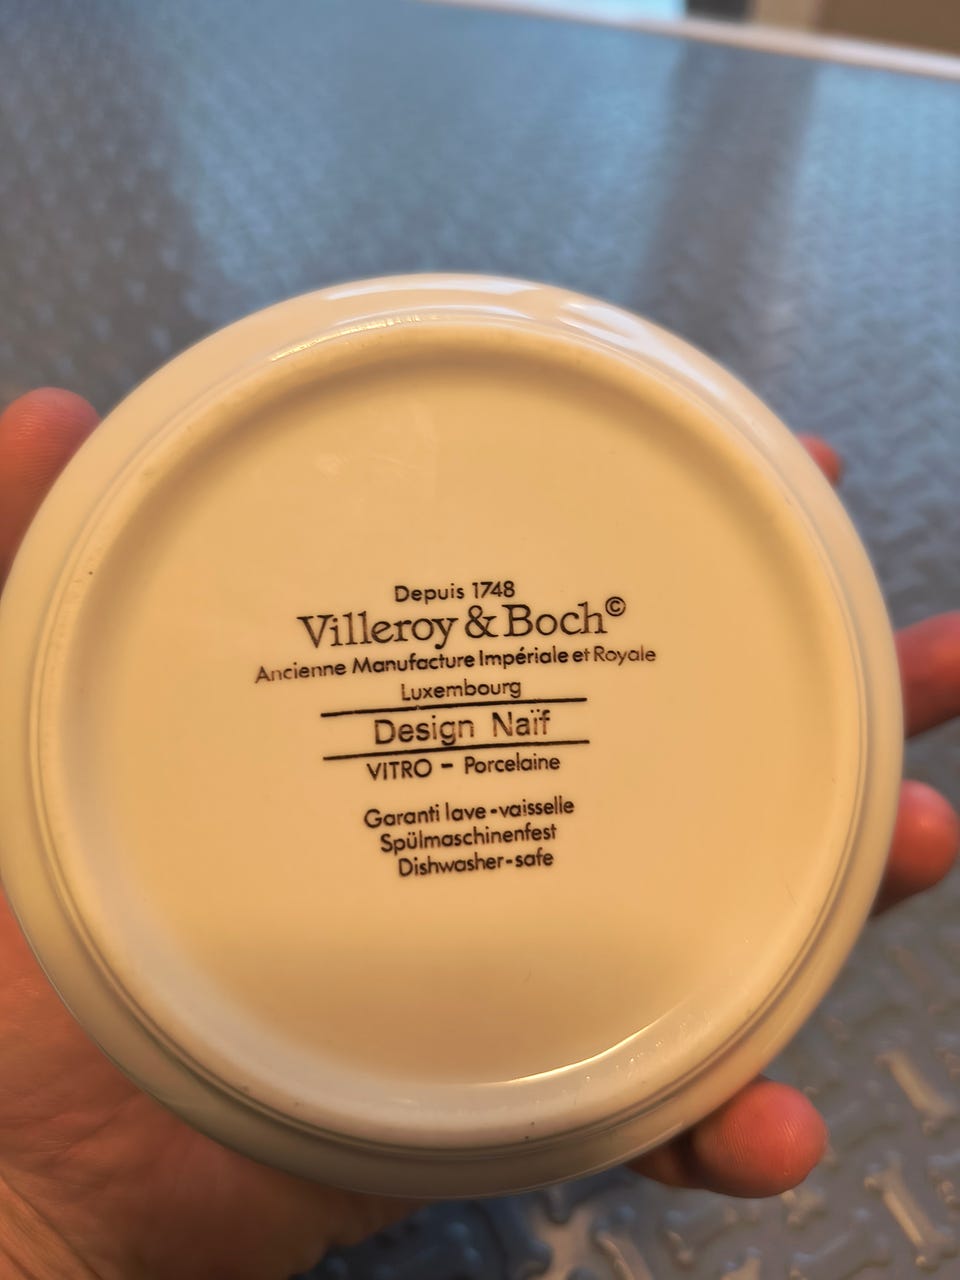 Depuis 1748
Villeroy & Boch©
Ancienne Manufacture Impériale et Royale
Luxembourg
Design Naïf
VITRO - Porcelaine
Garanti lave-vaisselle
Spülmaschinenfest
Dishwasher-safe